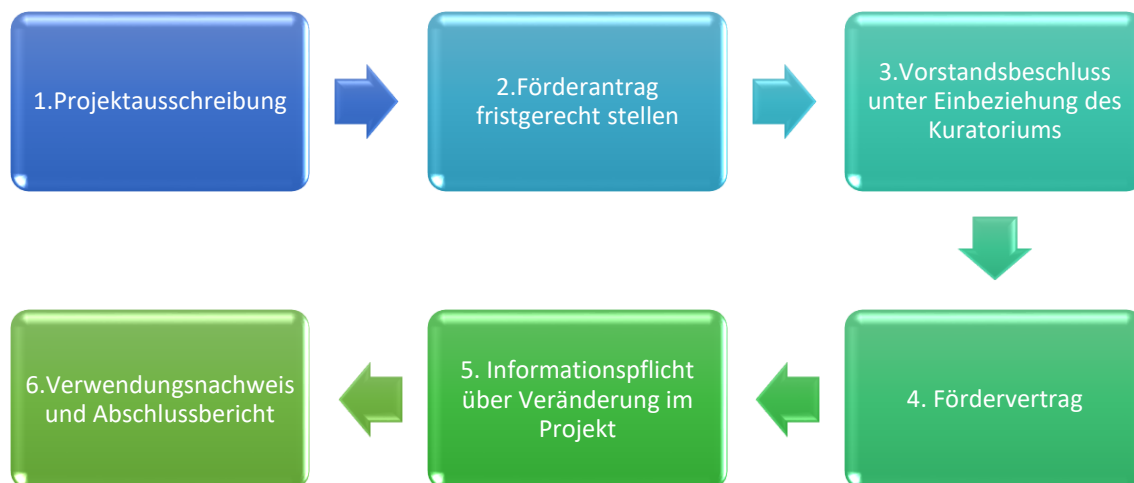 1.Projektausschreibung
2.Förderantrag
fristgerecht stellen
3.Vorstandsbeschluss
unter Einbeziehung des
Kuratoriums
4. Fördervertrag
5. Informationspflicht
über Veränderung im
Projekt
6.Verwendungsnachweis
und Abschlussbericht